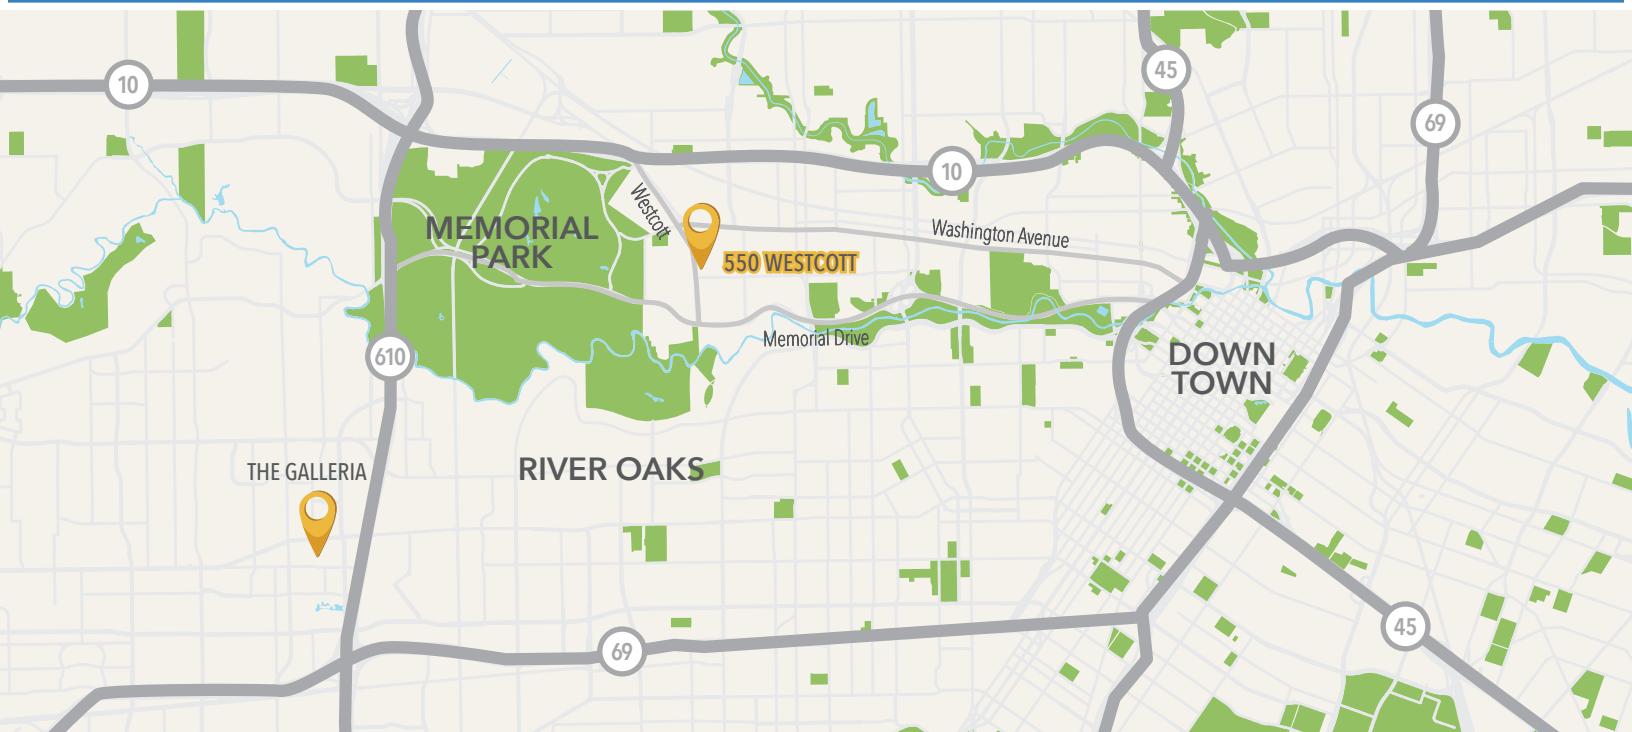 45
10
69
10
Westcott
MEMORIAL
PARK
Washington Avenue
550 WESTCOTT
Memorial Drive
610
DOWN
TOWN
THE GALLERIA
RIVER OAKS
45
69